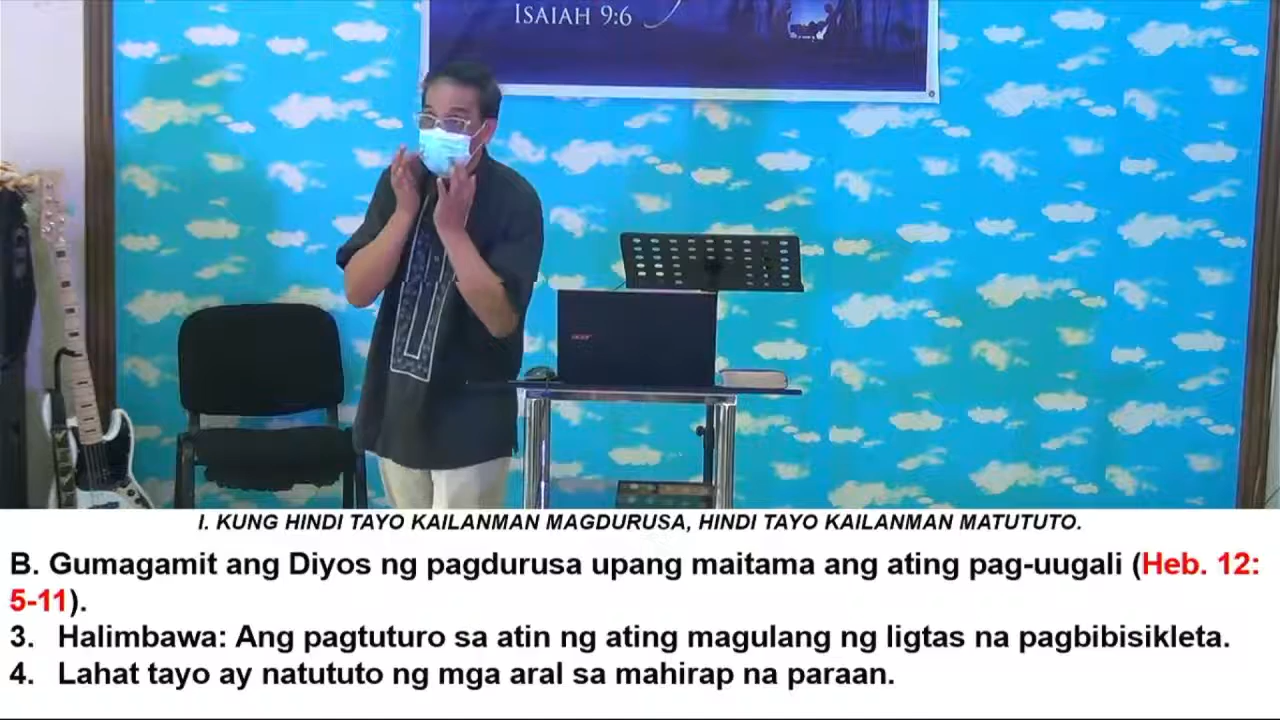 ISAIAH 9:6
acer
I. KUNG HINDI TAYO KAILANMAN MAGDURUSA, HINDI TAYO KAILANMAN MATUTUTO.
B. Gumagamit ang Diyos ng pagdurusa upang maitama ang ating pag-uugali (Heb. 12:
5-11).
3. Halimbawa: Ang pagtuturo sa atin ng ating magulang ng ligtas na pagbibisikleta.
4. Lahat tayo ay natututo ng mga aral sa mahirap na paraan.